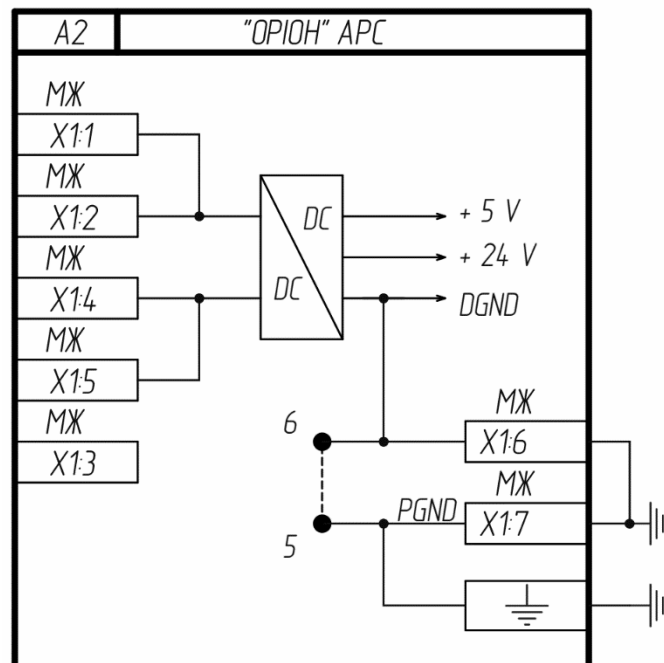 A2
"ОРІОН" АРС
МЖ
X1:1
МЖ
X1:2
МЖ
X1:4
МЖ
X1:5
МЖ
X1:3
DC
DC
+ 5 V
+ 24 V
DGND
6
5
МЖ
X1:6
МЖ
PGND
X1:7